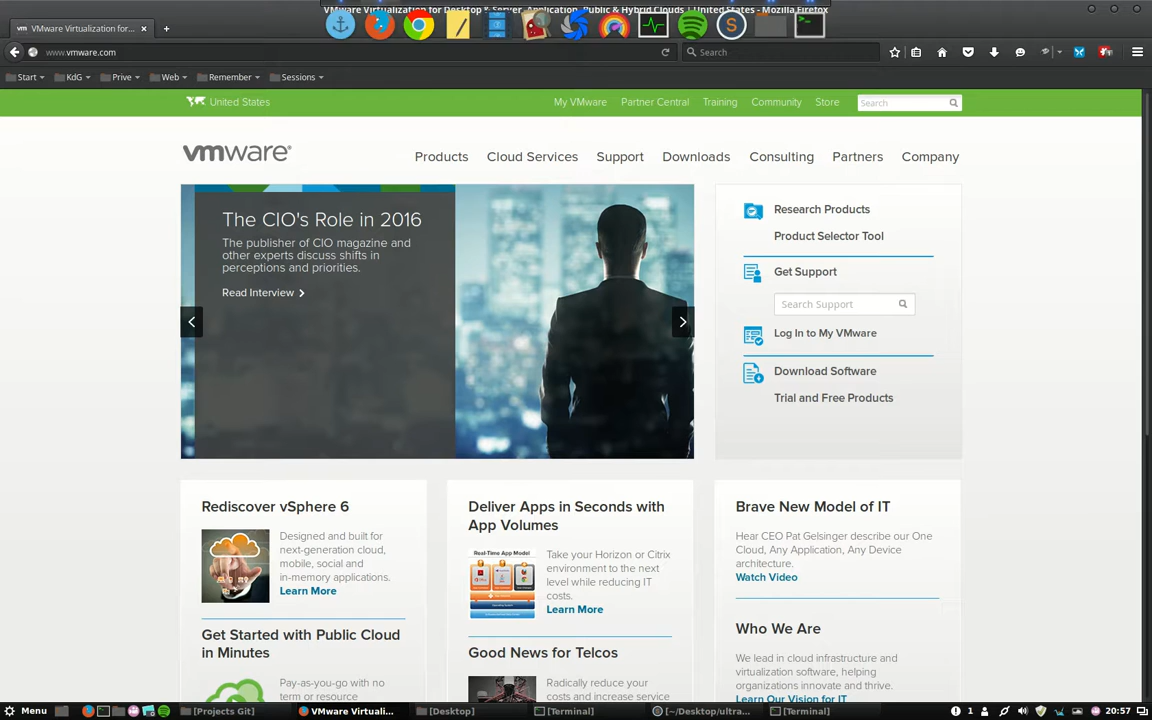 VMware Virtualization for Desktop & Server, Application, Public & Hybrid Clouds | United States - Mozilla Firefox
VMware Virtualization for...
www.vmware.com
Search
Start
KdG
Prive
Web
Remember
Sessions
United States
My VMware
Partner Central
Training
Community
Store
Search
vmware®
Products
Cloud Services
Support
Downloads
Consulting
Partners
Company
The CIO's Role in 2016
The publisher of CIO magazine and
other experts discuss shifts in
perceptions and priorities.
Read Interview
Research Products
Product Selector Tool
Get Support
Search Support
Log In to My VMware
Download Software
Trial and Free Products
Rediscover vSphere 6
Designed and built for
next-generation cloud,
mobile, social and
in-memory applications.
Learn More
Get Started with Public Cloud
in Minutes
Pay-as-you-go with no
term or resource
Deliver Apps in Seconds with
App Volumes
Real-Time App Model
Take your Horizon or Citrix
environment to the next
level while reducing IT
costs.
Learn More
Good News for Telcos
Radically reduce your
costs and increase service
Brave New Model of IT
Hear CEO Pat Gelsinger describe our One
Cloud, Any Application, Any Device
architecture.
Watch Video
Who We Are
We lead in cloud infrastructure and
virtualization software, helping
organizations innovate and thrive.
Learn Our Vision for IT
Menu
[Projects Git]
VMware Virtuali...
[Desktop]
[Terminal]
[~/Desktop/ultra...
[Terminal]
1
20:57